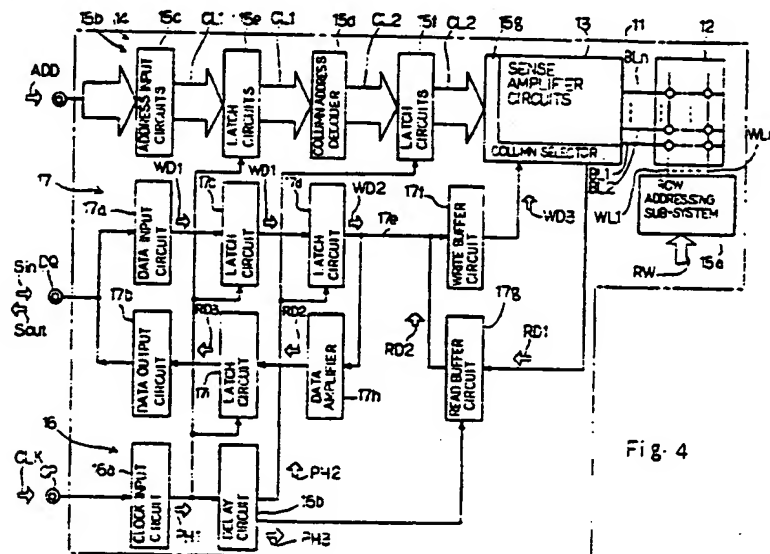 15b 14 15c CL1 15e CL1 15d CL2 15f CL2 15g 13 11 12
ADD
ADDRESS INPUT CIRCUITS
LATCH CIRCUITS
COLUMN ADDRESS DECODER
LATCH CIRCUITS
SENSE AMPLIFIER CIRCUITS
COLUMN SELECTOR
BLn
BL1
BL2
WL1
ROW ADDRESSING SUB-SYSTEM
RW
15a
17
17a
WD1
17c
WD1
17d
WD2
17e
17f
WD3
DATA INPUT CIRCUIT
LATCH CIRCUIT
LATCH CIRCUIT
WRITE BUFFER CIRCUIT
Sin
DQ
Sout
17b
RD3
RD2
RD2
17g
RD1
DATA OUTPUT CIRCUIT
LATCH CIRCUIT
17i
DATA AMPLIFIER
17h
READ BUFFER CIRCUIT
16
16a
CLK
CLOCK INPUT CIRCUIT
PH1
DELAY CIRCUIT
PH2
16b
PH3
Fig. 4